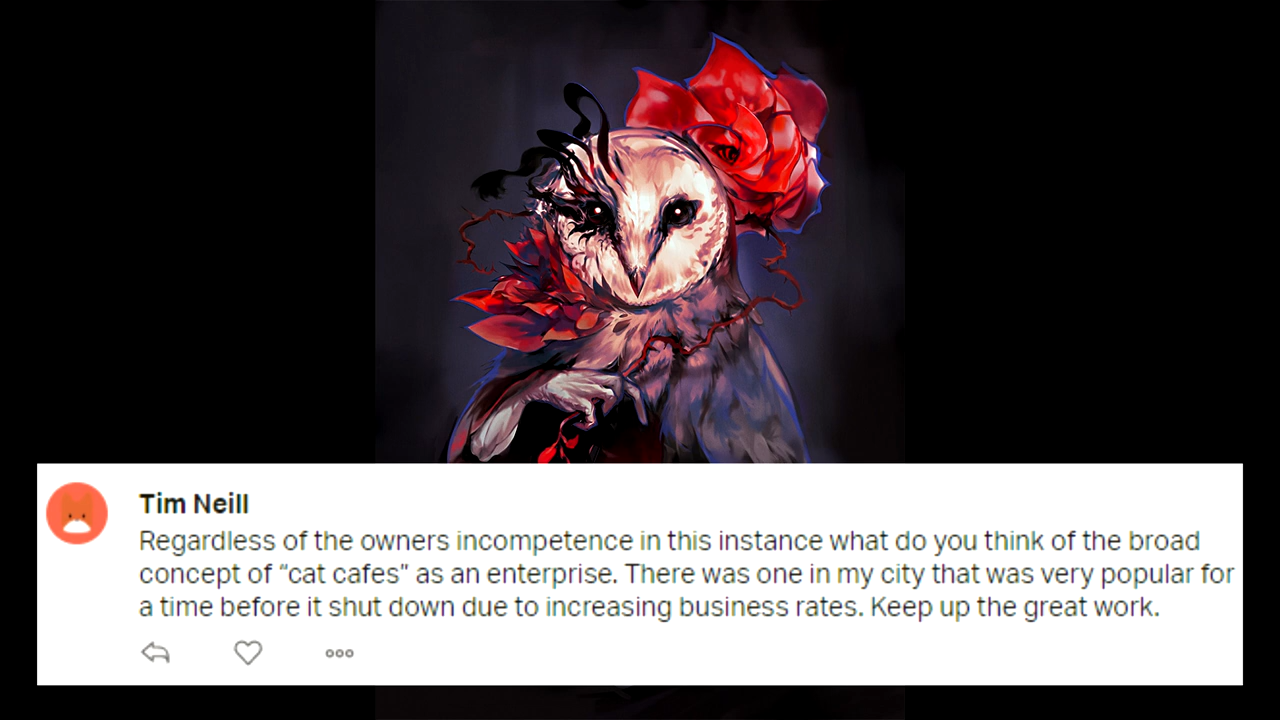 Tim Neill
Regardless of the owners incompetence in this instance what do you think of the broad
concept of “cat cafes” as an enterprise. There was one in my city that was very popular for
a time before it shut down due to increasing business rates. Keep up the great work.